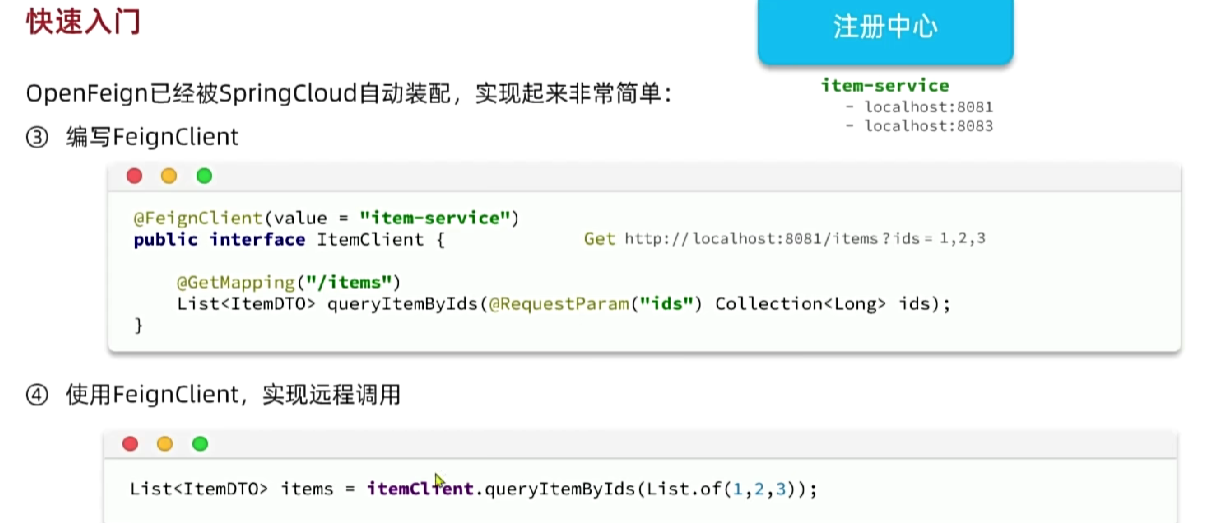 快速入门
注册中心
OpenFeign已经被SpringCloud自动装配，实现起来非常简单：
item-service
- localhost:8081
- localhost:8083
③ 编写FeignClient
@FeignClient(value = "item-service")
public interface ItemClient {
Get http://localhost:8081/items?ids=1,2,3
@GetMapping("/items")
List<ItemDTO> queryItemByIds(@RequestParam("ids") Collection<Long> ids);
}
④ 使用FeignClient，实现远程调用
List<ItemDTO> items = itemClient.queryItemByIds(List.of(1,2,3));